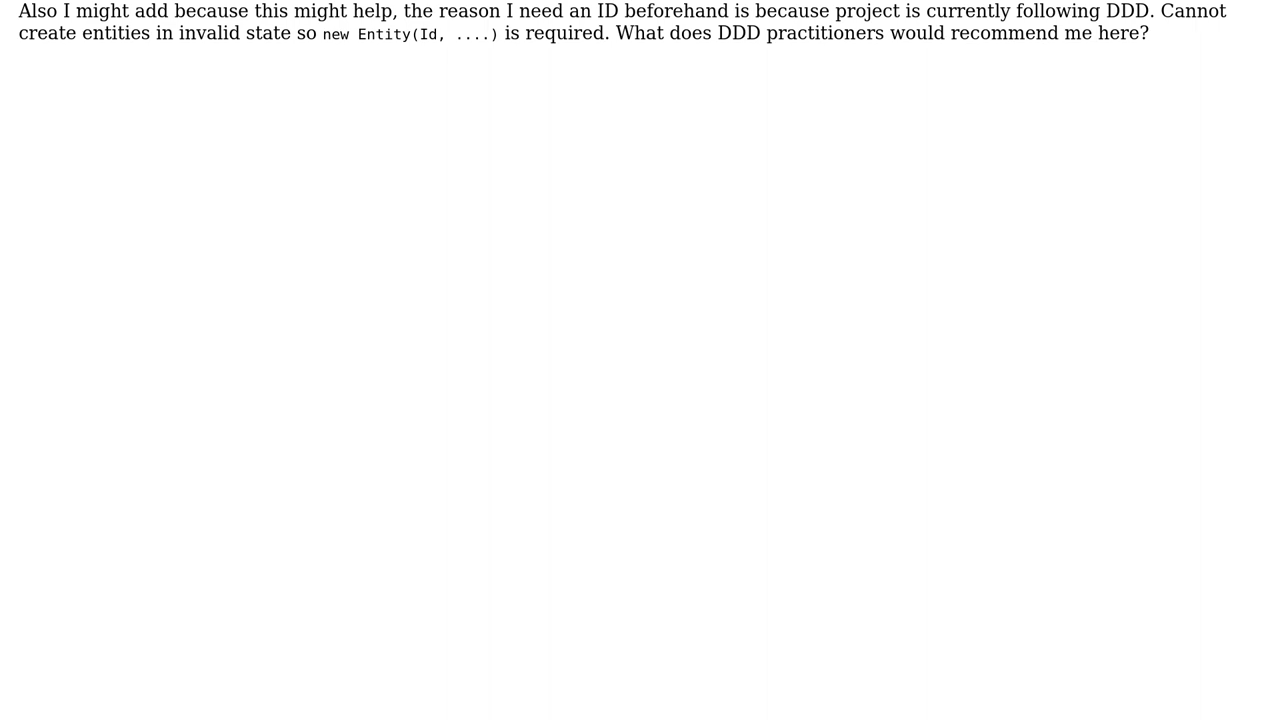 Also I might add because this might help, the reason I need an ID beforehand is because project is currently following DDD. Cannot
create entities in invalid state so new Entity(Id, ....) is required. What does DDD practitioners would recommend me here?